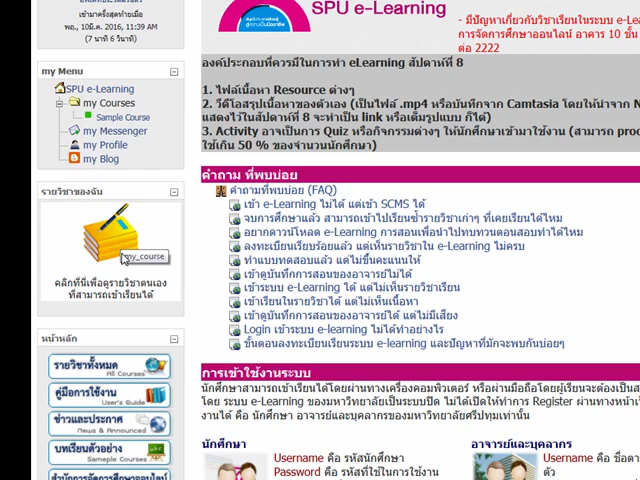 SPU e-Learning
- มีปัญหาเกี่ยวกับวิชาเรียนในระบบ e-Le
การจัดการศึกษาออนไลน์ อาคาร 10 ชั้น
ต่อ 2222
เข้ามาครั้งสุดท้ายเมื่อ
พฤ., 10มี.ค. 2016, 11:39 AM
(7 นาที 6 วินาที)
my Menu
SPU e-Learning
my Courses
Sample Course
my Messenger
my Profile
my Blog
รายวิชาของฉัน
my_course
คลิกที่นี่เพื่อดูรายวิชาตนเอง
ที่สามารถเข้าเรียนได้
หน้าหลัก
รายวิชาทั้งหมด
All Courses
คู่มือการใช้งาน
User's Guide
ข่าวและประกาศ
News & Announced
บทเรียนตัวอย่าง
Sameple Courses
สำนักการจัดการศึกษาออนไลน์
องค์ประกอบที่ควรมีในการทำ eLearning สัปดาห์ที่ 8
1. ไฟล์เนื้อหา Resource ต่างๆ
2. วีดีโอสรุปเนื้อหาของตัวเอง (เป็นไฟล์ .mp4 หรือบันทึกจาก Camtasia โดยให้นำจาก N
แสดงไว้ในสัปดาห์ที่ 8 จะทำเป็น link หรือเต็มรูปแบบ ก็ได้)
3. Activity อาจเป็นการ Quiz หรือกิจกรรมต่างๆ ให้นักศึกษาเข้ามาใช้งาน (สามารถ proc
ใช้เกิน 50 % ของจำนวนนักศึกษา)
คำถาม ที่พบบ่อย
คำถามที่พบบ่อย (FAQ)
เข้า e-Learning ไม่ได้ แต่เข้า SCMS ได้
จบการศึกษาแล้ว สามารถเข้าไปเรียนซ้ำรายวิชาเก่าๆ ที่เคยเรียนได้ไหม
อยากดาวน์โหลด e-Learning การสอนเพื่อนำไปทบทวนตอนสอบทำได้ไหม
ลงทะเบียนเรียบร้อยแล้ว แต่เห็นรายวิชาใน e-Learning ไม่ครบ
ทำแบบทดสอบแล้ว แต่ไม่ขึ้นคะแนนให้
เข้าดูบันทึกการสอนของอาจารย์ไม่ได้
เข้าระบบ e-Learning ได้ แต่ไม่เห็นรายวิชาเรียน
เข้าเรียนในรายวิชาได้ แต่ไม่เห็นเนื้อหา
เข้าดูบันทึกการสอนของอาจารย์ได้ แต่ไม่มีเสียง
Login เข้าระบบ e-learning ไม่ได้ทำอย่างไร
ขั้นตอนลงทะเบียนเรียนระบบ e-learning และปัญหาที่มักจะพบกันบ่อยๆ
การเข้าใช้งานระบบ
นักศึกษาสามารถเข้าเรียนได้โดยผ่านทางเครื่องคอมพิวเตอร์ หรือผ่านมือถือโดยผู้เรียนจะต้องเป็นส
โดย ระบบ e-Learning ของมหาวิทยาลัยเป็นระบบปิด ไม่ได้เปิดให้ทำการ Register ผ่านทางหน้าเว็
งานได้ คือ นักศึกษา อาจารย์และบุคลากรของมหาวิทยาลัยศรีปทุมเท่านั้น
นักศึกษา
Username คือ รหัสนักศึกษา
Password คือ รหัสที่ใช้ในการใช้งาน
อาจารย์และบุคลากร
Username คือ ชื่อตา
ตัว